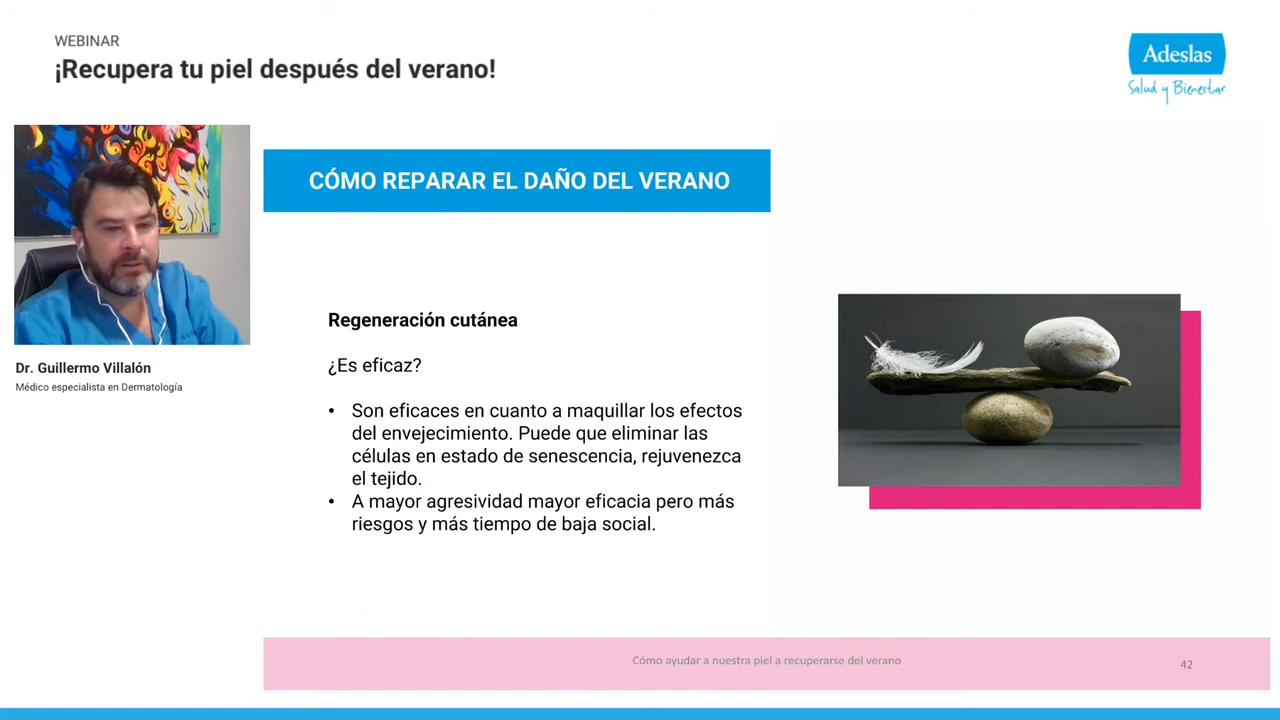 WEBINAR
¡Recupera tu piel después del verano!
Adeslas
Salud y Bienestar
CÓMO REPARAR EL DAÑO DEL VERANO
Dr. Guillermo Villalón
Médico especialista en Dermatología
Regeneración cutánea
¿Es eficaz?
• Son eficaces en cuanto a maquillar los efectos
del envejecimiento. Puede que eliminar las
células en estado de senescencia, rejuvenezca
el tejido.
• A mayor agresividad mayor eficacia pero más
riesgos y más tiempo de baja social.
Cómo ayudar a nuestra piel a recuperarse del verano
42